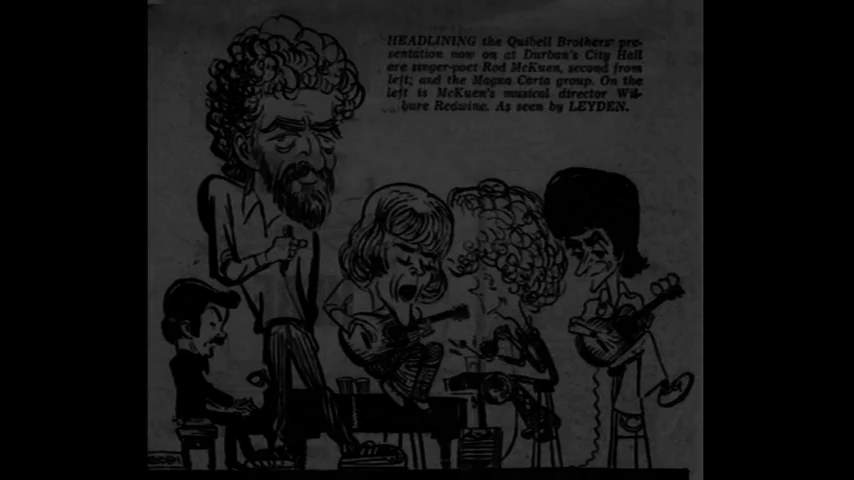 HEADLINING the Quibell Brothers' pre-
sentation now on at Durban's City Hall
are singer-poet Rod McKuen, second from
left; and the Magna Carta group. On the
left is McKuen's musical director Wil-
bure Redwine. As seen by LEYDEN.